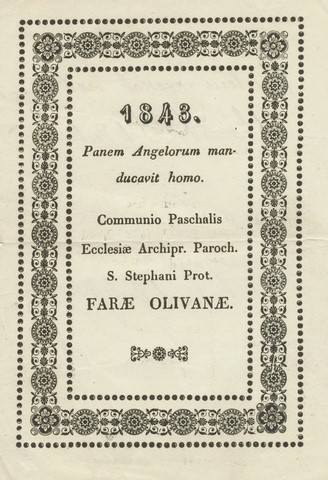 1843.
Panem Angelorum man-
ducavit homo.
Communio Paschalis
Ecclesiæ Archipr. Paroch.
S. Stephani Prot.
FARÆ OLIVANÆ.